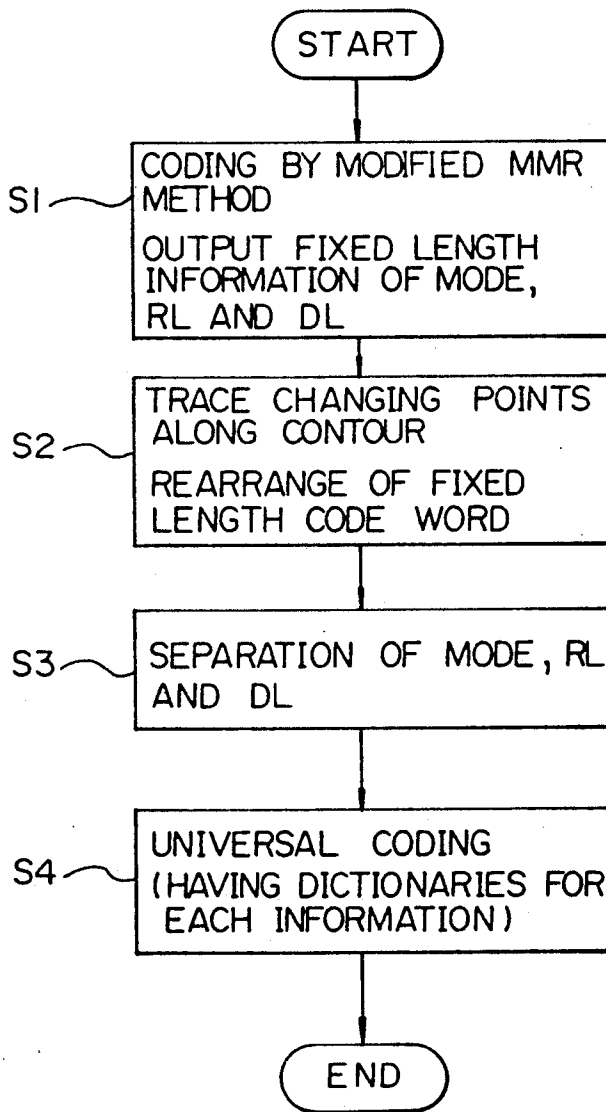 START
S1
CODING BY MODIFIED MMR
METHOD
OUTPUT FIXED LENGTH
INFORMATION OF MODE,
RL AND DL
S2
TRACE CHANGING POINTS
ALONG CONTOUR
REARRANGE OF FIXED
LENGTH CODE WORD
S3
SEPARATION OF MODE, RL
AND DL
S4
UNIVERSAL CODING
(HAVING DICTIONARIES FOR
EACH INFORMATION)
END